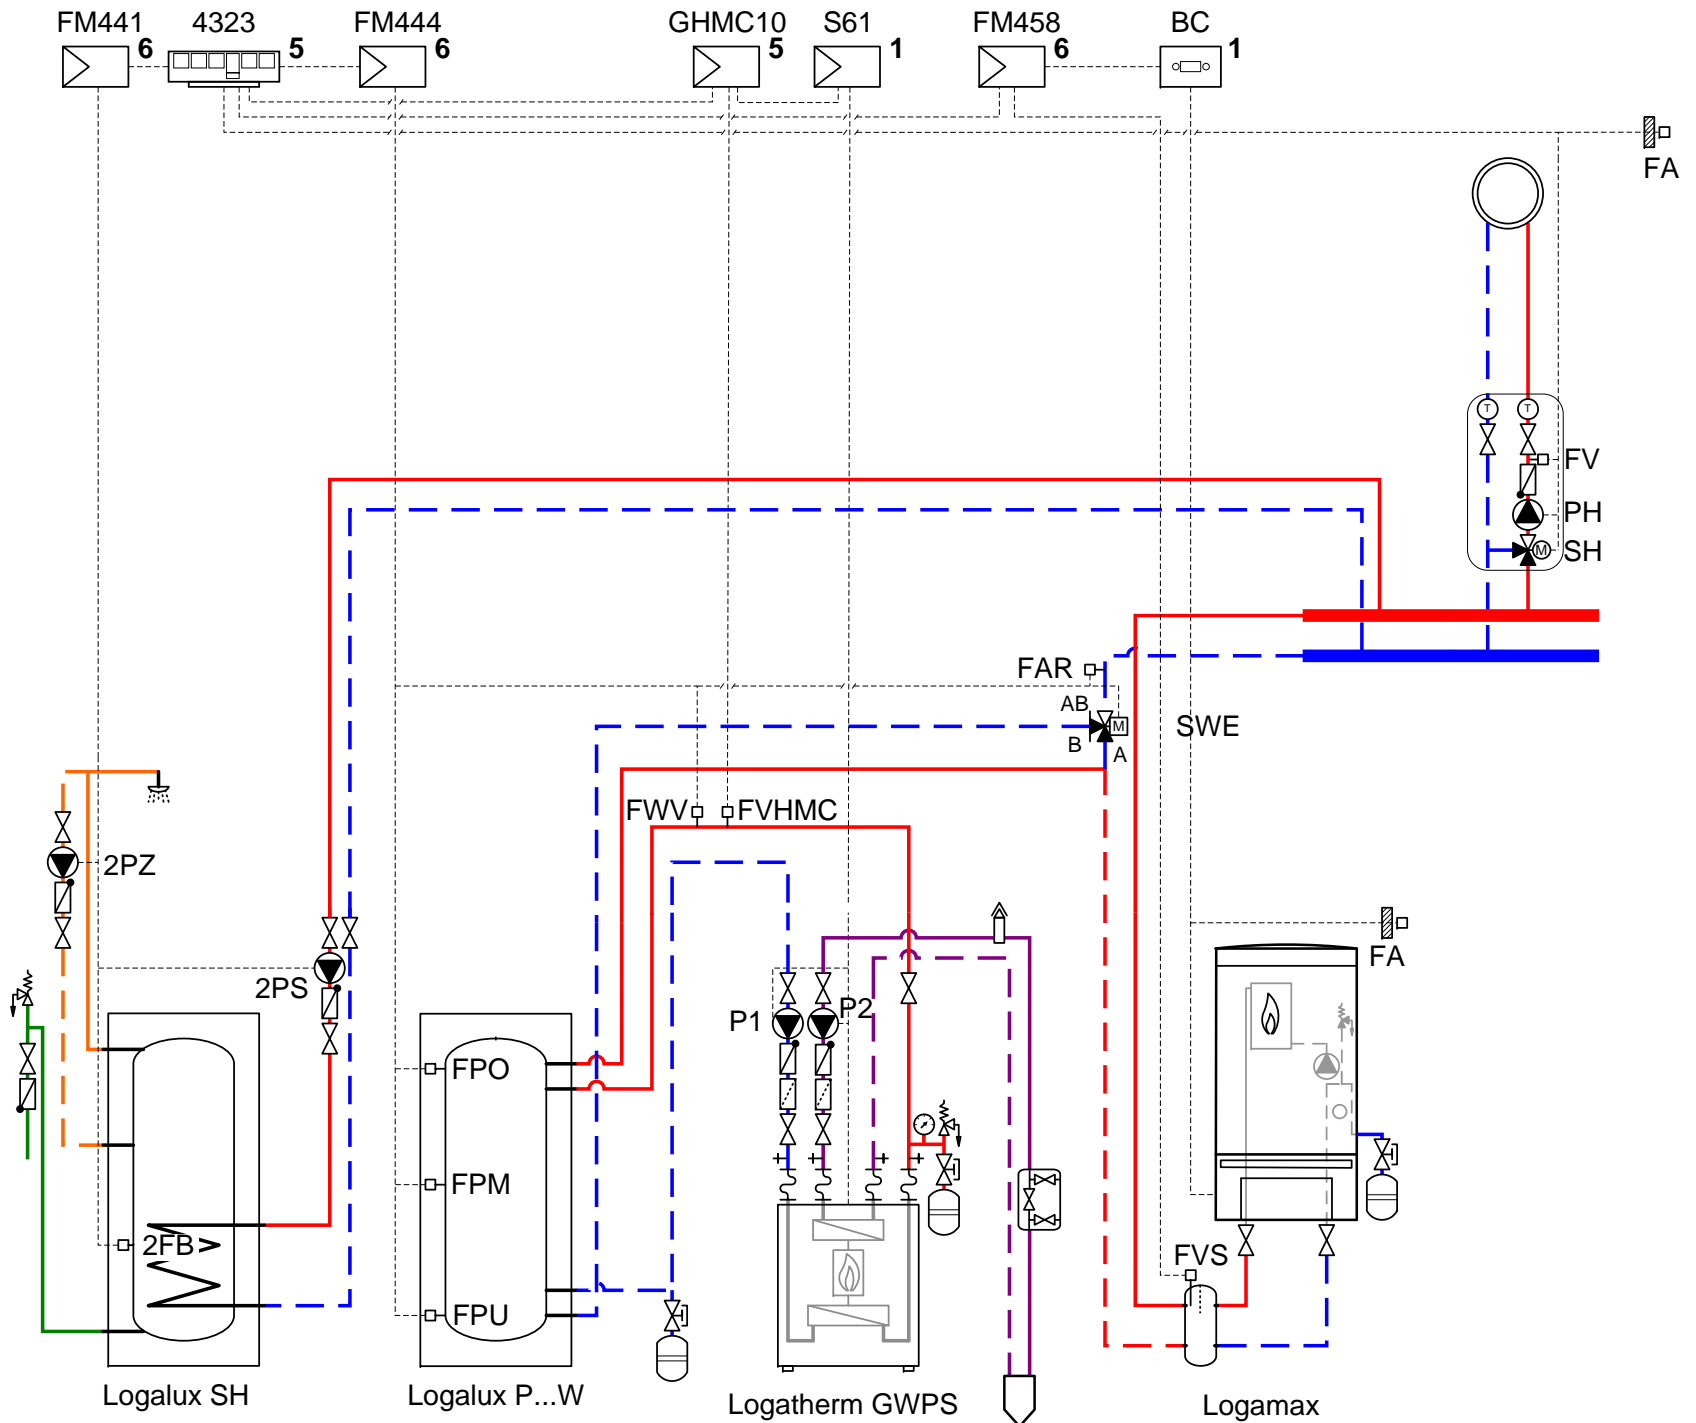 FM441 4323 FM444 GHMC10 S61 FM458 BC
6 5 6 5 1 6 1
FA
T T
FV
PH
M SH
FAR
AB
M SWE
B A
FWV FVHMC
2PZ
FA
2PS P1 P2
FPO
FPM
2FB FVS
FPU
Logalux SH Logalux P...W Logatherm GWPS Logamax